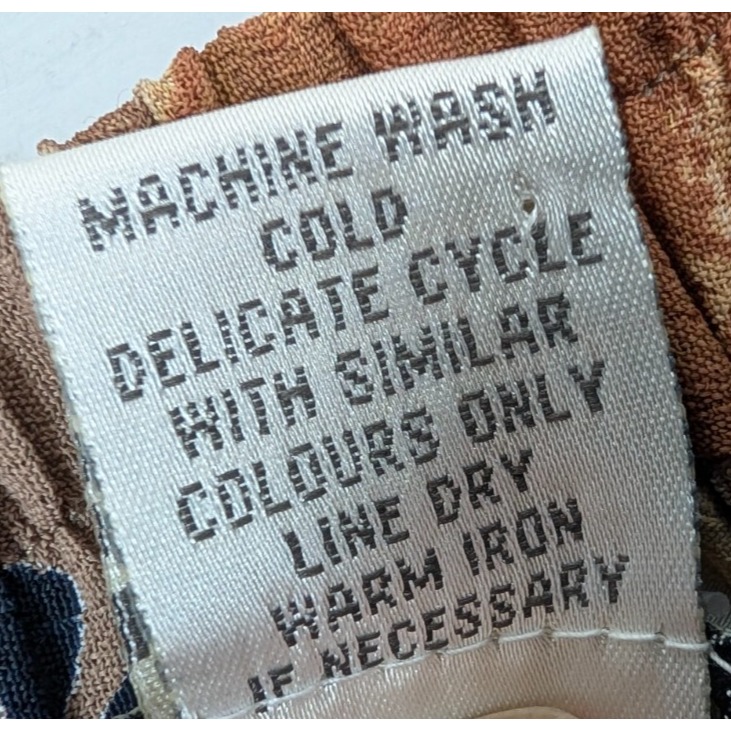 MACHINE WASH
COLD
DELICATE CYCLE
WITH SIMILAR
COLOURS ONLY
LINE DRY
WARM IRON
IF NECESSARY